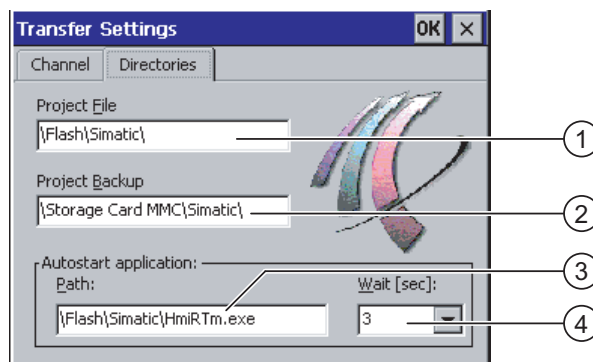 Transfer Settings OK ×
Channel Directories
Project File
\Flash\Simatic\
1
Project Backup
\Storage Card MMC\Simatic\
2
Autostart application:
3
Path: Wait [sec]:
\Flash\Simatic\HmiRTm.exe 3
4